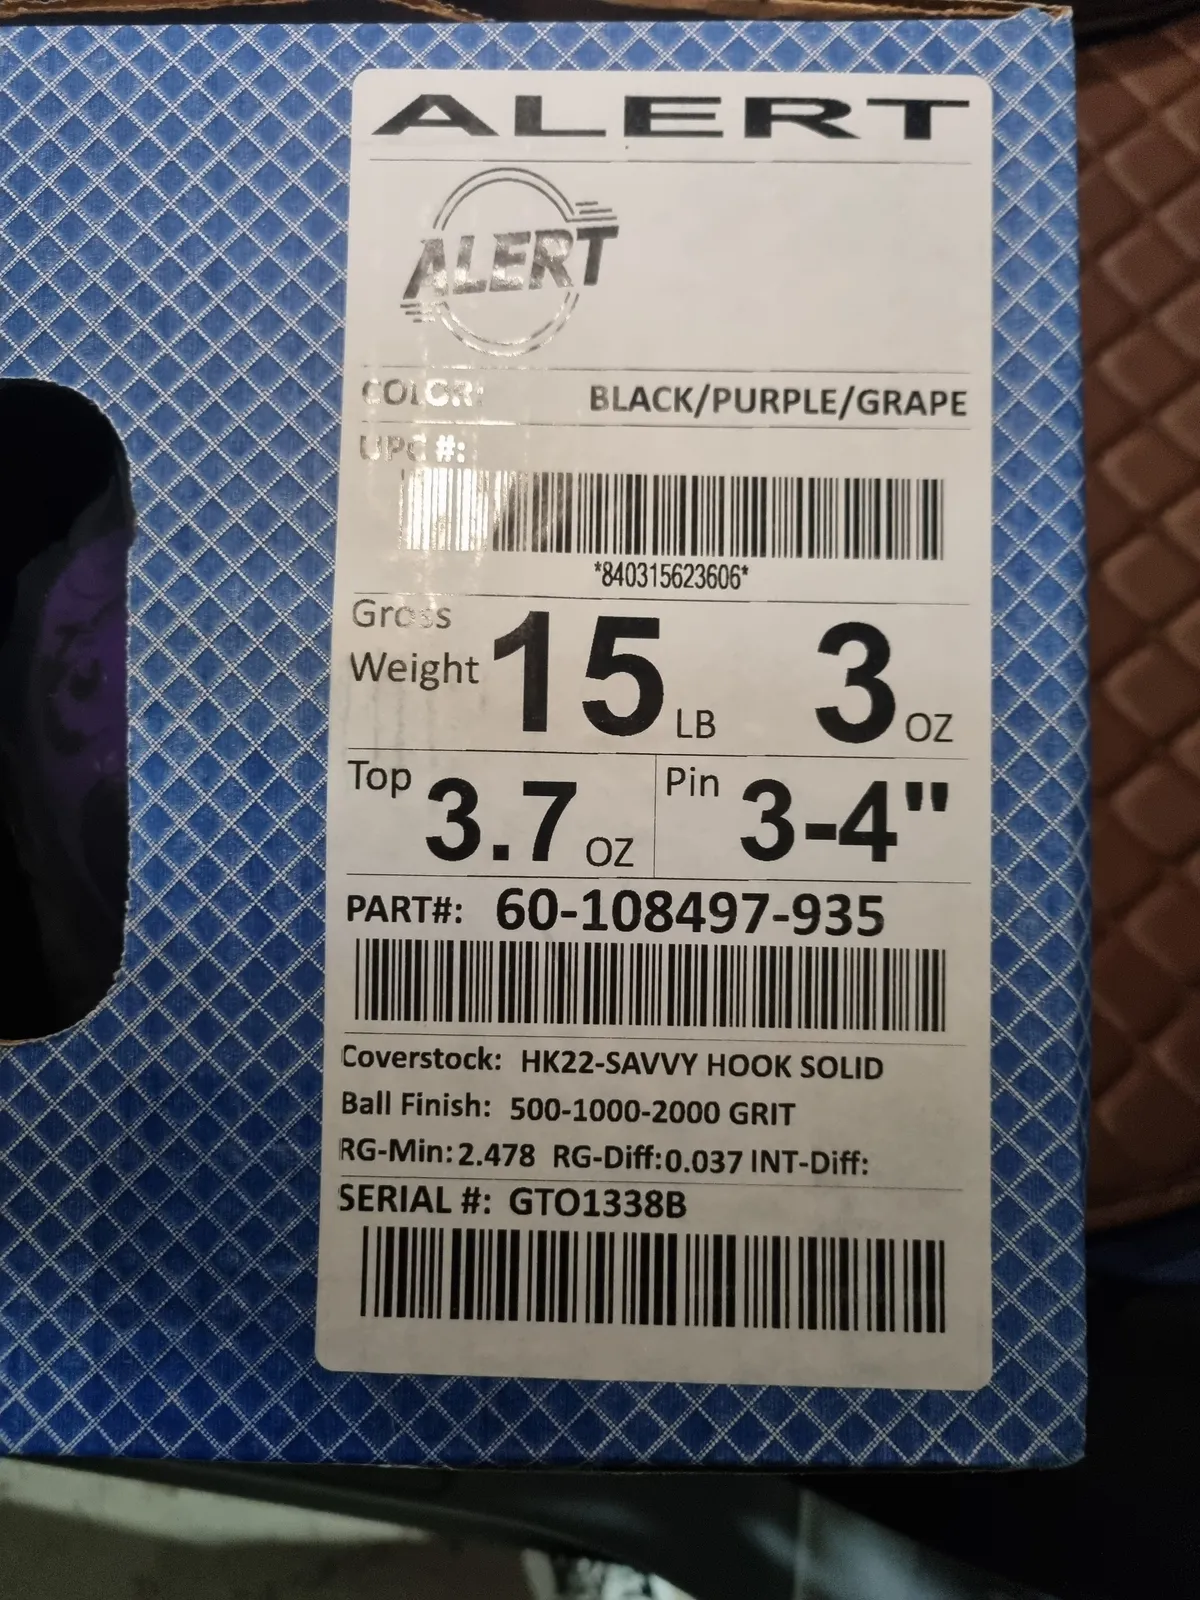 ALERT
ALERT
COLOR: BLACK/PURPLE/GRAPE
UPC #:
*840315623606*
Gross Weight 15 LB 3 OZ
Top 3.7 OZ Pin 3-4"
PART#: 60-108497-935
Coverstock: HK22-SAVVY HOOK SOLID
Ball Finish: 500-1000-2000 GRIT
RG-Min: 2.478 RG-Diff: 0.037 INT-Diff:
SERIAL #: GTO1338B